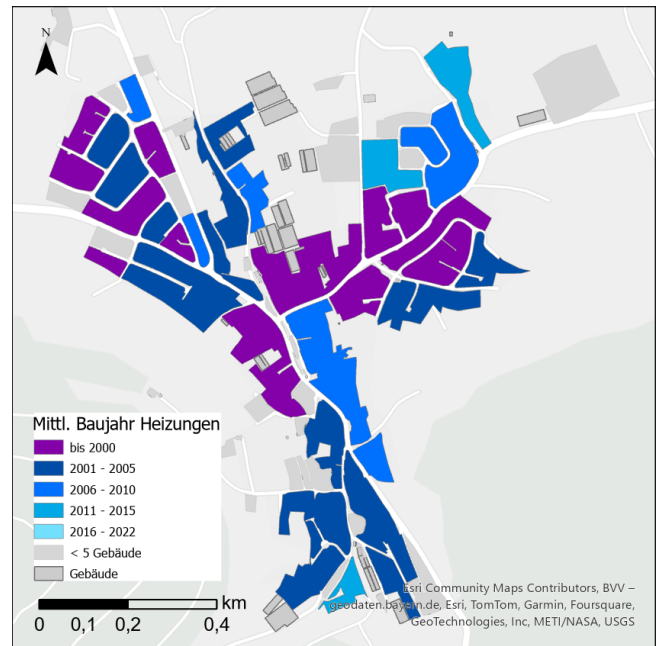 N
Mittl. Baujahr Heizungen
bis 2000
2001 - 2005
2006 - 2010
2011 - 2015
2016 - 2022
< 5 Gebäude
Gebäude
km
0 0,1 0,2 0,4
Esri Community Maps Contributors, BVV –
geodaten.bayern.de, Esri, TomTom, Garmin, Foursquare,
GeoTechnologies, Inc, METI/NASA, USGS